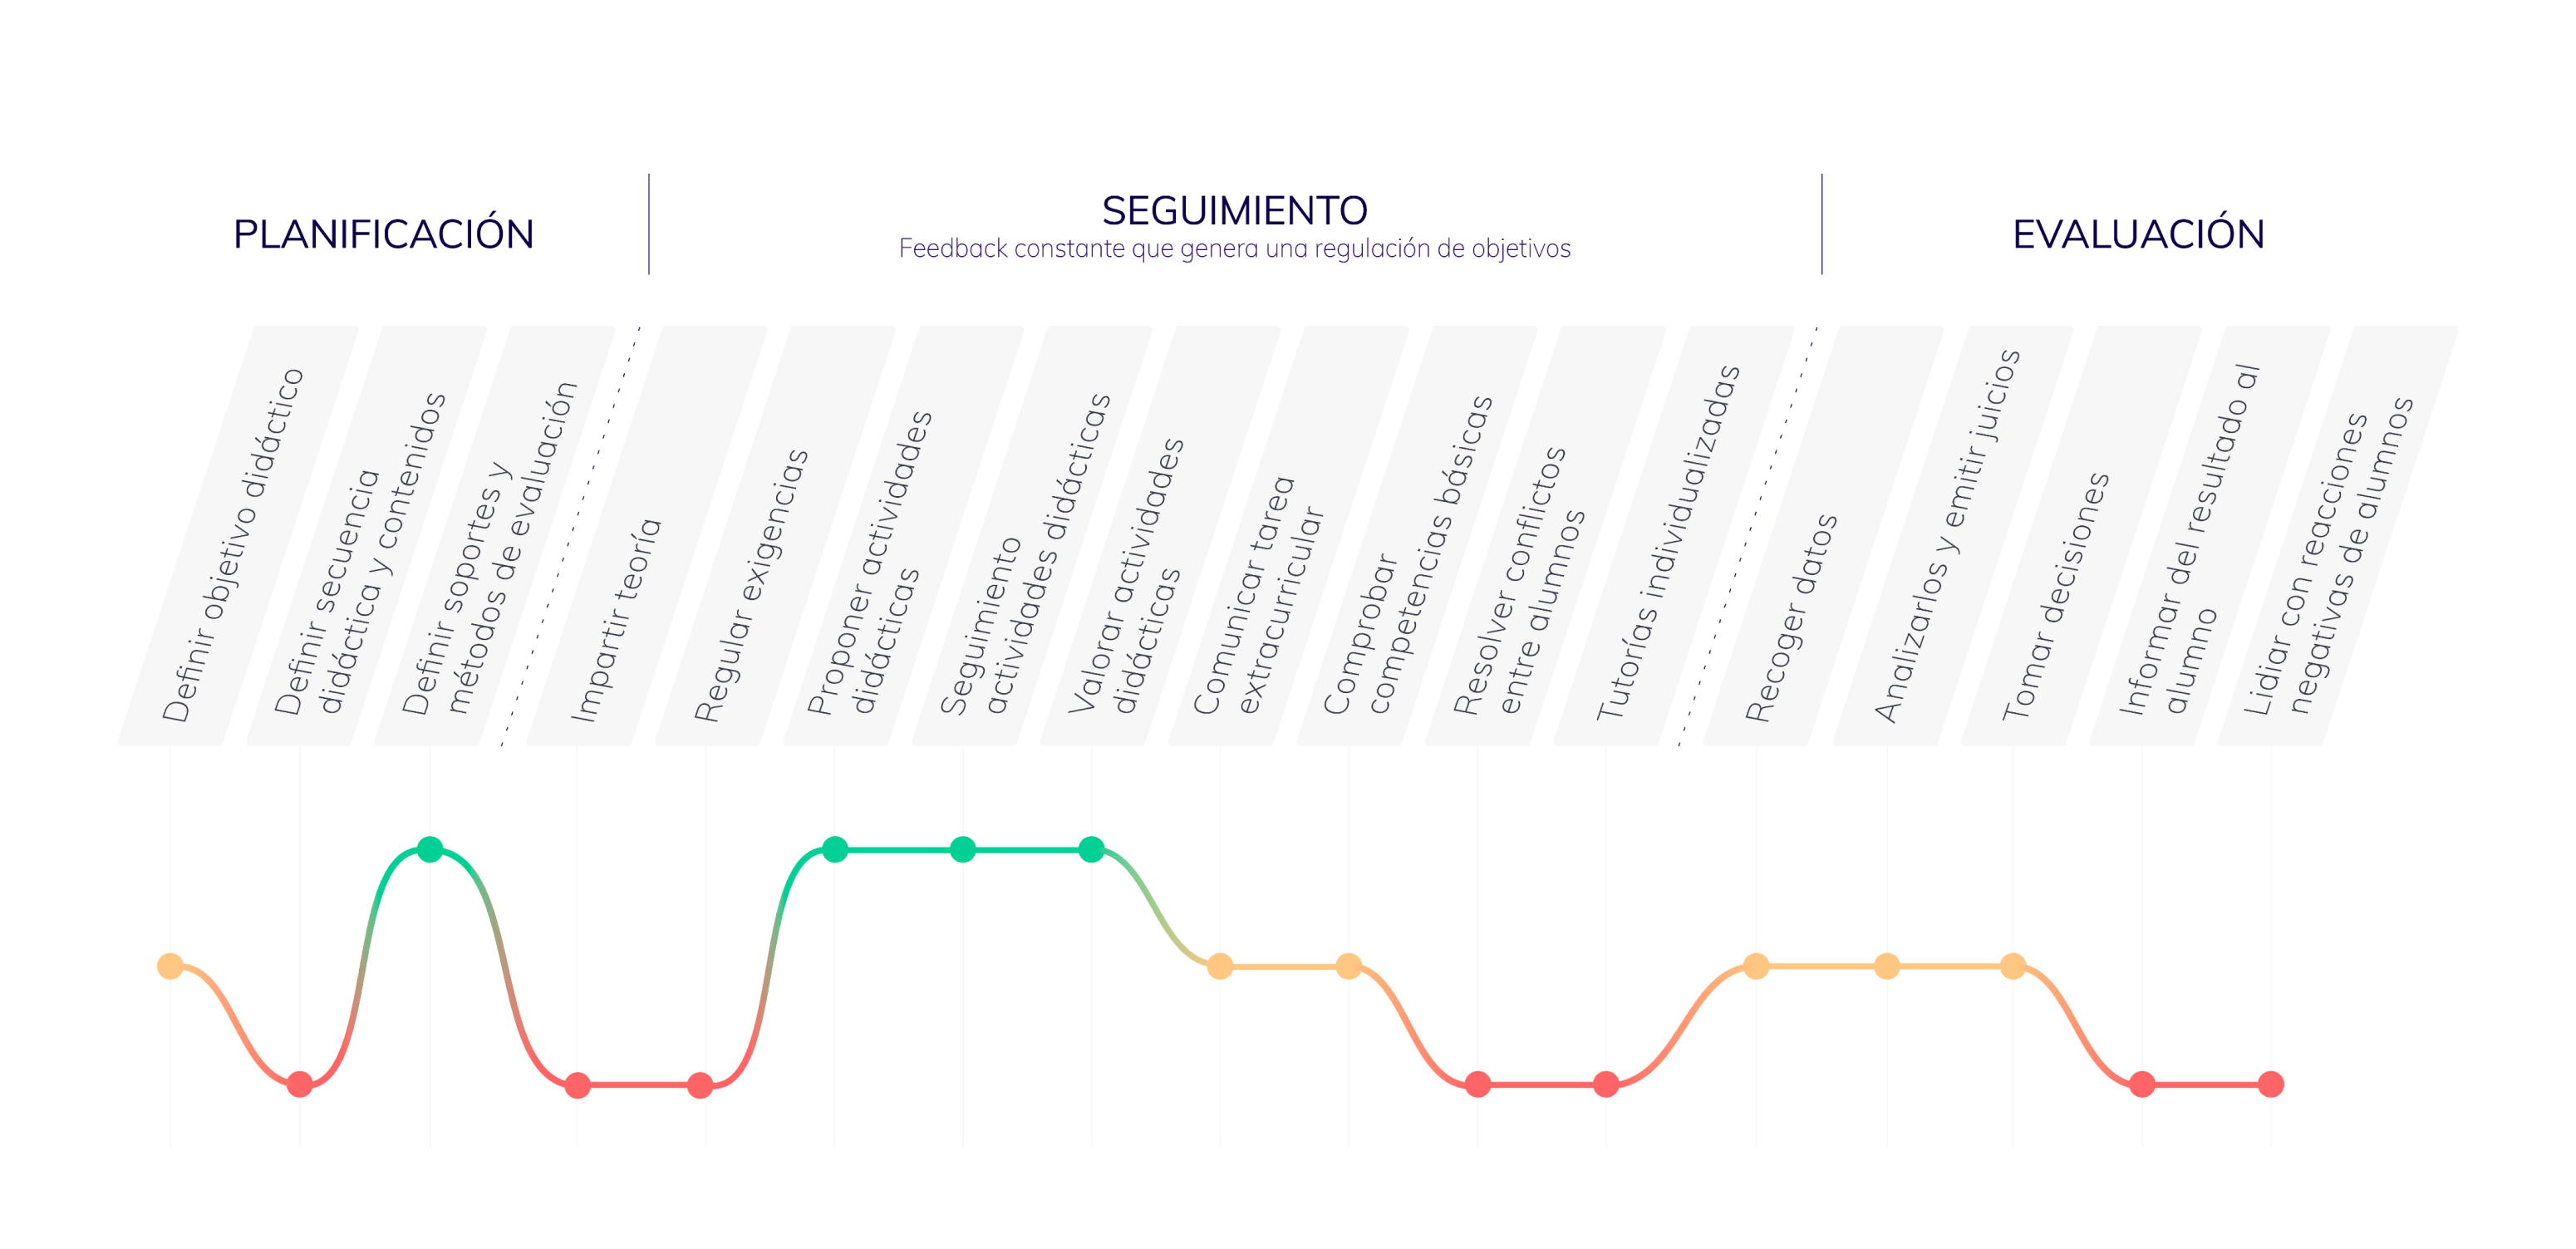 PLANIFICACIÓN
SEGUIMIENTO
Feedback constante que genera una regulación de objetivos
EVALUACIÓN
Definir objetivo didáctico
Definir secuencia
didáctica y contenidos
Definir soportes y
métodos de evaluación
Impartir teoría
Regular exigencias
Proponer actividades
didácticas
Seguimiento
actividades didácticas
Valorar actividades
didácticas
Comunicar tarea
extracurricular
Comprobar
competencias básicas
Resolver conflictos
entre alumnos
Tutorías individualizadas
Recoger datos
Analizarlos y emitir juicios
Tomar decisiones
Informar del resultado al
alumno
Lidiar con reacciones
negativas de alumnos